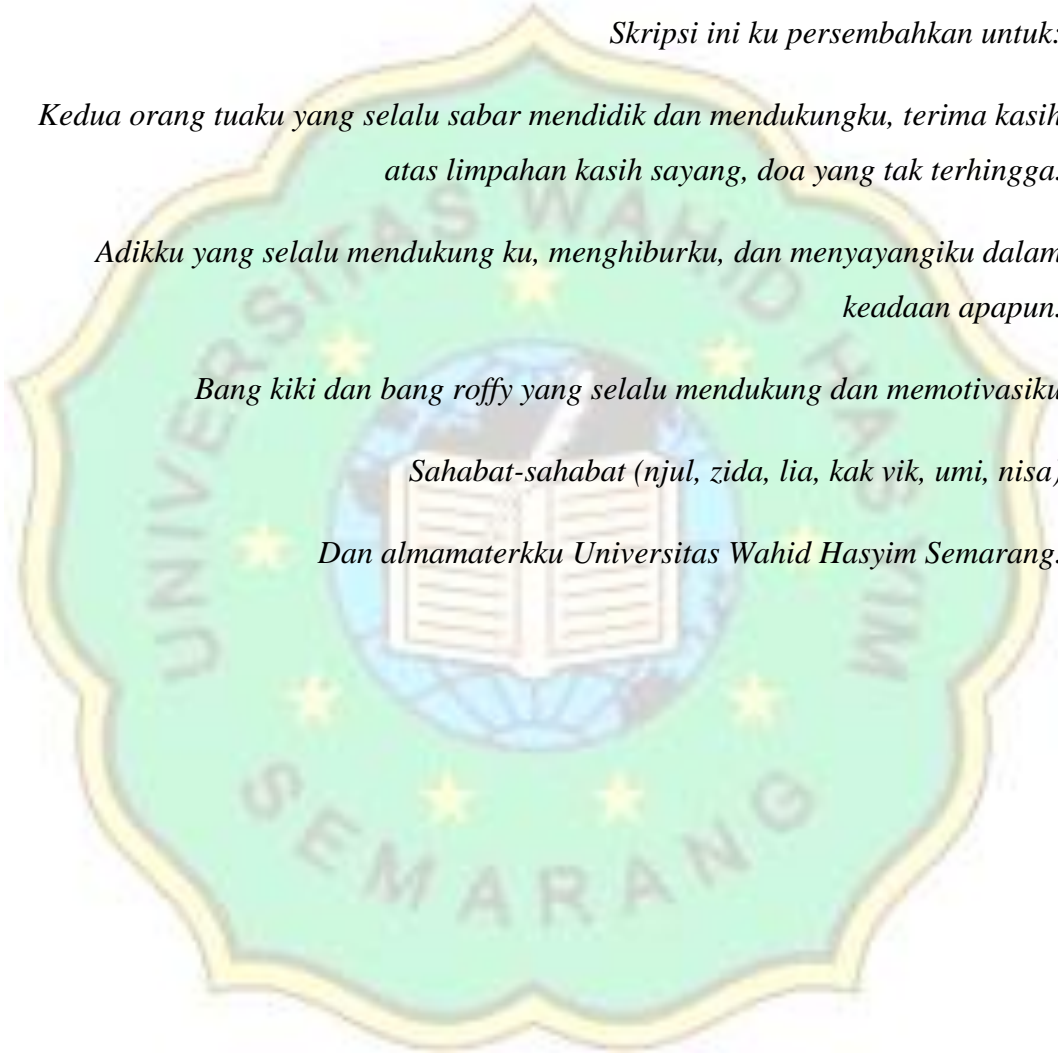 Skripsi ini ku persembahkan untuk:
Kedua orang tuaku yang selalu sabar mendidik dan mendukungku, terima kasih
atas limpahan kasih sayang, doa yang tak terhingga.
Adikku yang selalu mendukung ku, menghiburku, dan menyayangiku dalam
keadaan apapun.
Bang kiki dan bang roffy yang selalu mendukung dan memotivasiku
Sahabat-sahabat (njul, zida, lia, kak vik, umi, nisa)
Dan almamaterkku Universitas Wahid Hasyim Semarang.
UNIVERSITAS WAHID HASYIM
SEMARANG